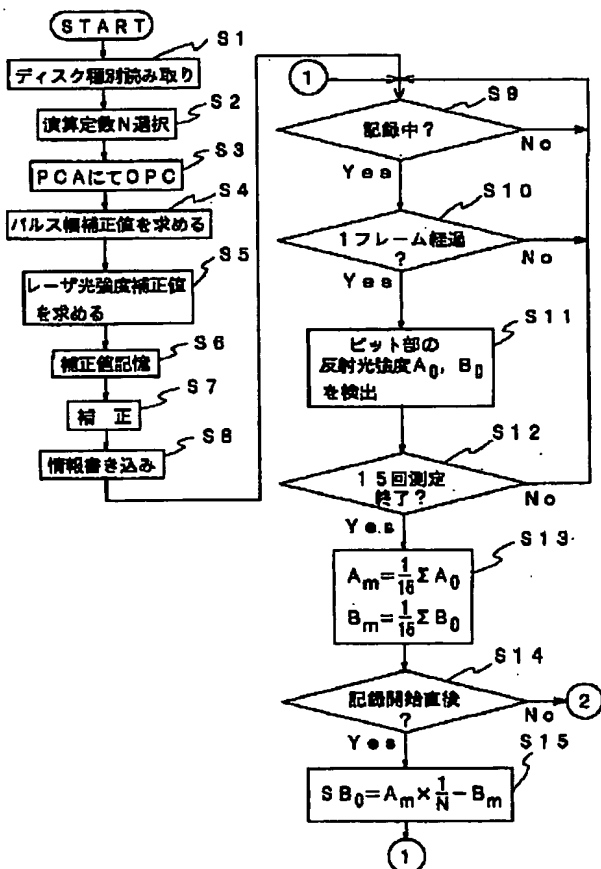 START
S1
ディスク種別読み取り
S2
演算定数N選択
S3
PCAにてOPC
S4
パルス幅補正値を求める
S5
レーザ光強度補正値
を求める
S6
補正値記憶
S7
補 正
S8
情報書き込み
1
S9
記録中?
No
Yes
S10
1フレーム経過
?
No
Yes
S11
ピット部の
反射光強度A0, B0
を検出
S12
15回測定
終了?
No
Yes
S13
Am=1/15 Σ A0
Bm=1/15 Σ B0
S14
記録開始直後
?
No
2
Yes
S15
SB0=Am×1/N−Bm
1